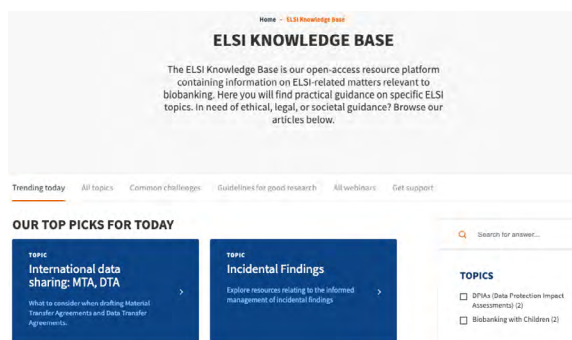 Home – ELSI Knowledge Base
ELSI KNOWLEDGE BASE
The ELSI Knowledge Base is our open-access resource platform
containing information on ELSI-related matters relevant to
biobanking. Here you will find practical guidance on specific ELSI
topics. In need of ethical, legal, or societal guidance? Browse our
articles below.
Trending today All topics Common challenges Guidelines for good research All webinars Get support
OUR TOP PICKS FOR TODAY
TOPIC
International data
sharing: MTA, DTA
What to consider when drafting Material
Transfer Agreements and Data Transfer
Agreements.
TOPIC
Incidental Findings
Explore resources relating to the informed
management of incidental findings
Search for answer...
TOPICS
DPIAs (Data Protection Impact
Assessments) (2)
Biobanking with Children (2)